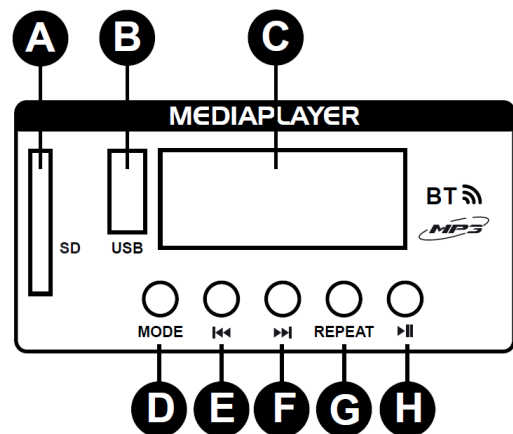 A B C
MEDIAPLAYER
BT
MP3
SD USB
MODE REPEAT
D E F G H